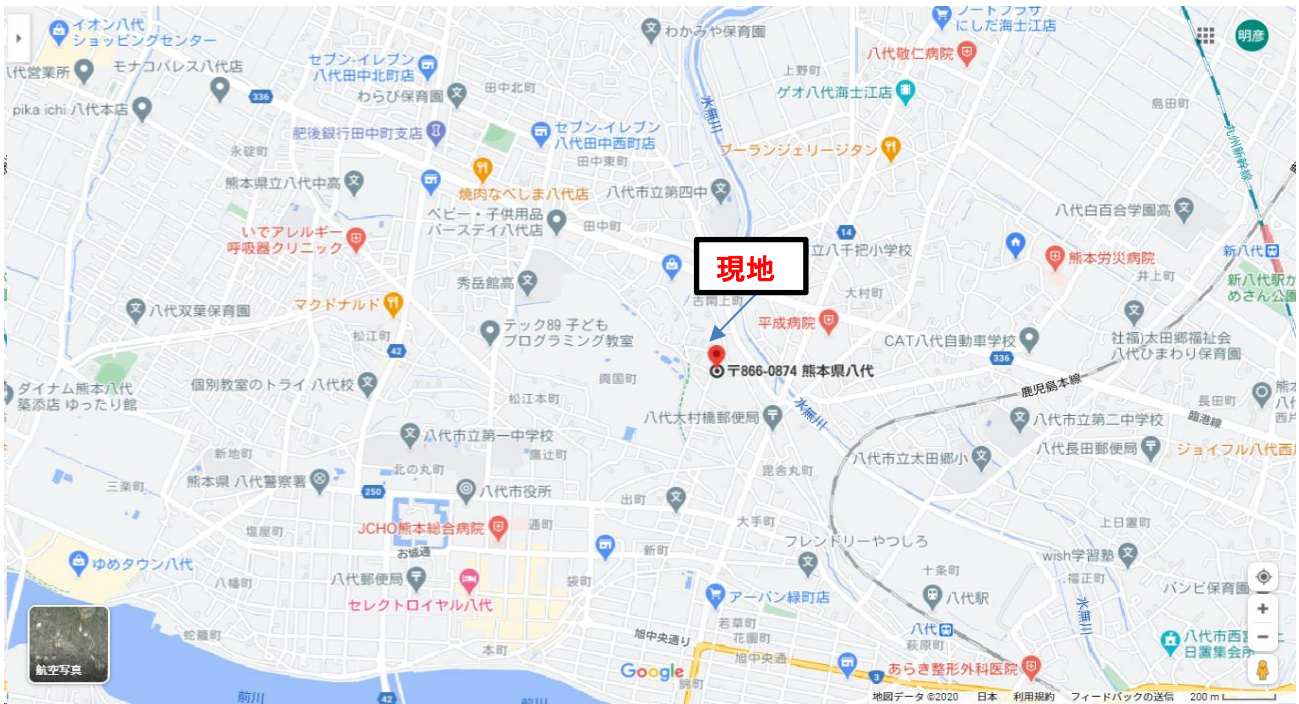 イオン八代
ショッピングセンター
わかみや保育園
フードプラザ
にしだ海士江店
明彦
八代営業所
モナコパレス八代店
セブン-イレブン
八代田中北町店
八代敬仁病院
上野町
336
わらび保育園
田中北町
水無川
ゲオ八代海士江店
島田町
pika ichi 八代本店
肥後銀行田中町支店
セブン-イレブン
八代田中西町店
九州新幹線
永碇町
田中東町
ブーランジェリージタン
熊本県立八代中高
焼肉なべしま八代店
八代市立第四中
ベビー・子供用品
バースデイ八代店
田中町
八代白百合学園高
いでアレルギー
呼吸器クリニック
14
立八千把小学校
現地
熊本労災病院
新八代
井上町
秀岳館高
古閑上町
大村町
新八代駅か
めさん公園
八代双葉保育園
マクドナルド
テック89 子ども
プログラミング教室
平成病院
CAT八代自動車学校
社福)太田郷福祉会
八代ひまわり保育園
松江町
42
336
〒866-0874 熊本県八代
ダイナム熊本八代
築添店 ゆったり館
個別教室のトライ 八代校
興国町
鹿児島本線
長田町
松江本町
八代大村橋郵便局
水無川
八代市立第二中学校
臨港線
八代市立第一中学校
八代長田郵便局
ジョイフル八代西片
新地町
鷹辻町
八代市立太田郷小
三楽町
熊本県 八代警察署
北の丸町
毘舎丸町
250
八代市役所
出町
塩屋町
JCHO熊本総合病院
通町
大手町
上日置町
お城通
新町
フレンドリーやつしろ
wish学習塾
ゆめタウン八代
八代郵便局
袋町
十条町
福正町
八幡町
セレクトロイヤル八代
アーバン緑町店
八代駅
バンビ保育園
水無川
若草町
蛇籠町
旭中央通り
花園町
八代
萩原町
八代市西宮
日置集会所
航空写真
本町
旭中央通
Google
3
あらき整形外科医院
前川
42
前川
錦町
地図データ ©2020
日本
利用規約
フィードバックの送信
200 m